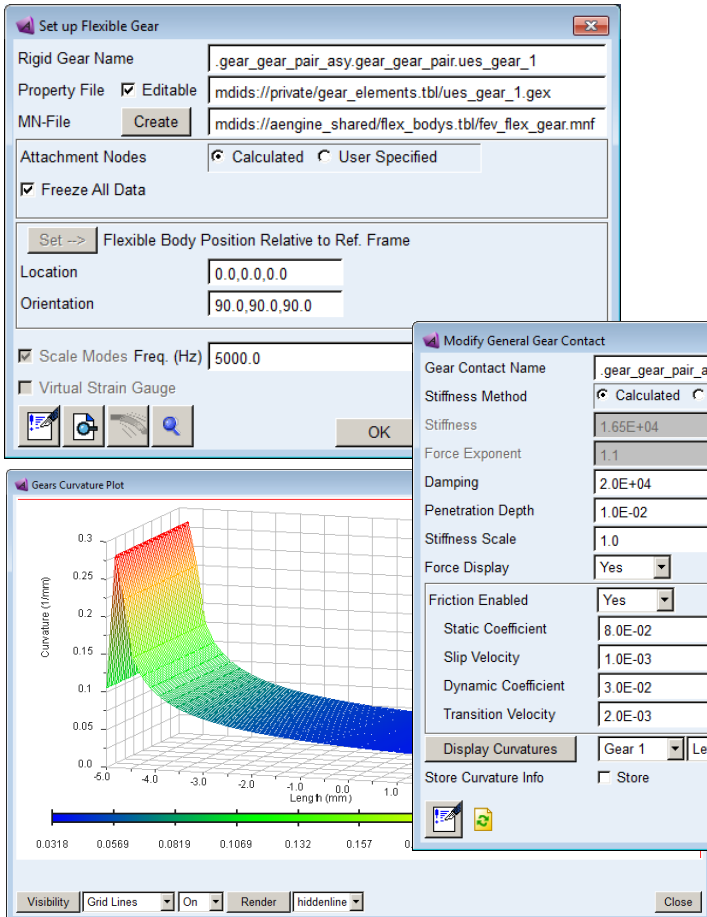 Set up Flexible Gear
Rigid Gear Name .gear_gear_pair_asy.gear_gear_pair.ues_gear_1
Property File Editable mdids://private/gear_elements.tbl/ues_gear_1.gex
MN-File Create mdids://aengine_shared/flex_bodys.tbl/fev_flex_gear.mnf
Attachment Nodes Calculated User Specified
Freeze All Data
Set --> Flexible Body Position Relative to Ref. Frame
Location 0.0,0.0,0.0
Orientation 90.0,90.0,90.0
Scale Modes Freq. (Hz) 5000.0
Virtual Strain Gauge
OK
Modify General Gear Contact
Gear Contact Name .gear_gear_pair_a
Stiffness Method Calculated
Stiffness 1.65E+04
Force Exponent 1.1
Damping 2.0E+04
Penetration Depth 1.0E-02
Stiffness Scale 1.0
Force Display Yes
Friction Enabled Yes
Static Coefficient 8.0E-02
Slip Velocity 1.0E-03
Dynamic Coefficient 3.0E-02
Transition Velocity 2.0E-03
Display Curvatures Gear 1 Le
Store Curvature Info Store
Gears Curvature Plot
Curvature (1/mm)
0.3
0.25
0.2
0.15
0.1
0.05
0.0
-5.0 -4.0 -3.0 -2.0 -1.0 0.0 1.0
Length (mm)
0.0318 0.0569 0.0819 0.1069 0.132 0.157 0.
Visibility Grid Lines On Render hiddenline Close